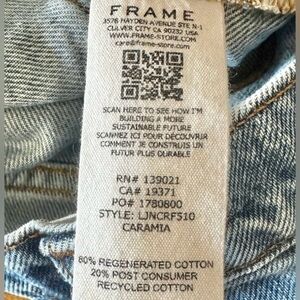 FRAME
3578 HAYDEN AVENUE STE N-1
CULVER CITY CA 90232 USA
WWW.FRAME-STORE.COM
care@frame-store.com
SCAN HERE TO SEE HOW I'M
BUILDING A MORE
SUSTAINABLE FUTURE
SCANNEZ ICI POUR DÉCOUVRIR
COMMENT JE CONSTRUIS UN
FUTUR PLUS DURABLE
RN# 139021
CA# 19371
PO# 1780800
STYLE: LJNCRF510
CARAMIA
80% REGENERATED COTTON
20% POST CONSUMER
RECYCLED COTTON